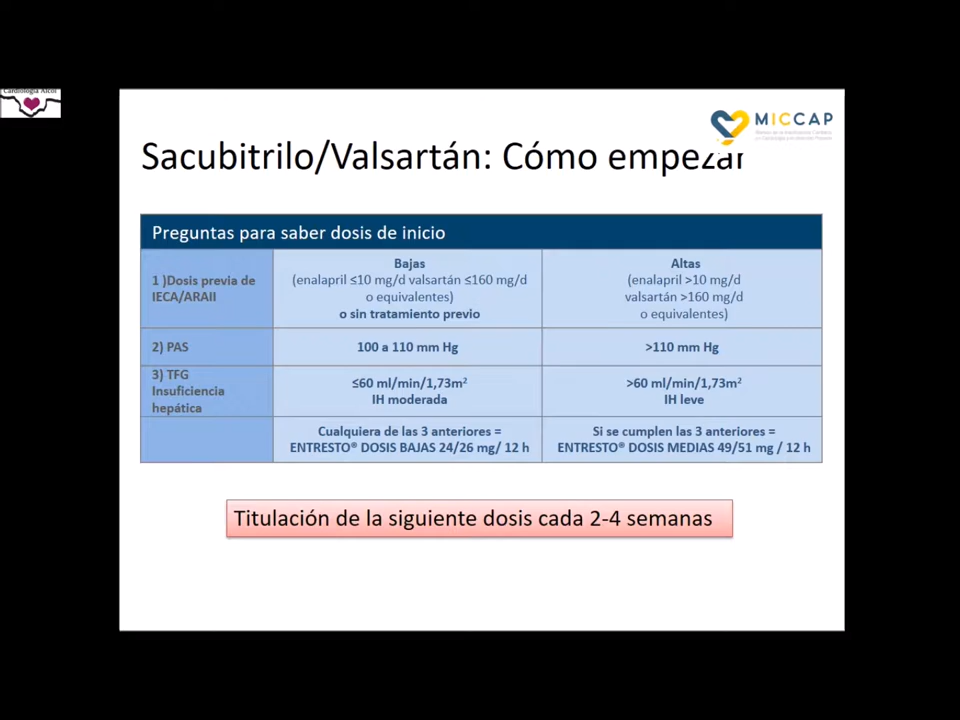 Cardiología Alcoi
MICCAP
Sacubitrilo/Valsartán: Cómo empezar
Preguntas para saber dosis de inicio
1 )Dosis previa de
IECA/ARAII
Bajas
(enalapril ≤10 mg/d valsartán ≤160 mg/d
o equivalentes)
o sin tratamiento previo
Altas
(enalapril >10 mg/d
valsartán >160 mg/d
o equivalentes)
2) PAS
100 a 110 mm Hg
>110 mm Hg
3) TFG
Insuficiencia
hepática
≤60 ml/min/1,73m²
IH moderada
>60 ml/min/1,73m²
IH leve
Cualquiera de las 3 anteriores =
ENTRESTO® DOSIS BAJAS 24/26 mg/ 12 h
Si se cumplen las 3 anteriores =
ENTRESTO® DOSIS MEDIAS 49/51 mg / 12 h
Titulación de la siguiente dosis cada 2-4 semanas